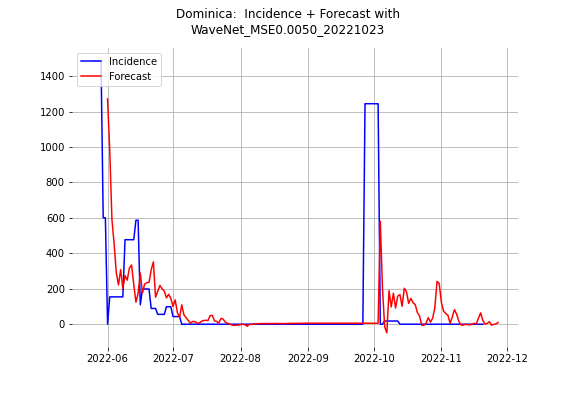 Dominica:  Incidence + Forecast with
WaveNet_MSE0.0050_20221023
Incidence
Forecast
1400
1200
1000
800
600
400
200
0
2022-06 2022-07 2022-08 2022-09 2022-10 2022-11 2022-12